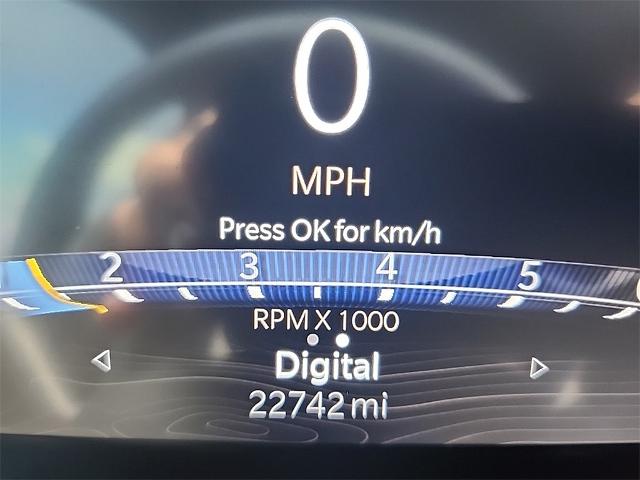 0
MPH
Press OK for km/h
2 3 4 5
RPM X 1000
Digital
22742 mi